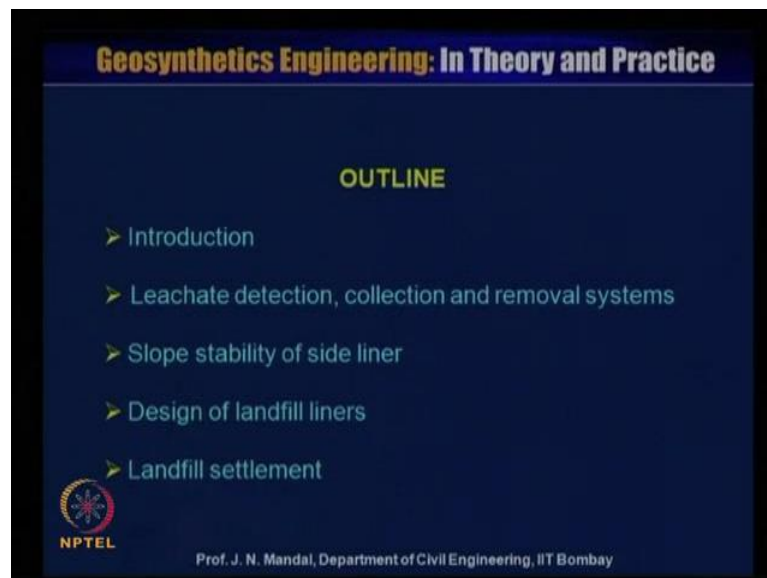 Geosynthetics Engineering: In Theory and Practice
OUTLINE
Introduction
Leachate detection, collection and removal systems
Slope stability of side liner
Design of landfill liners
Landfill settlement
NPTEL
Prof. J. N. Mandal, Department of Civil Engineering, IIT Bombay